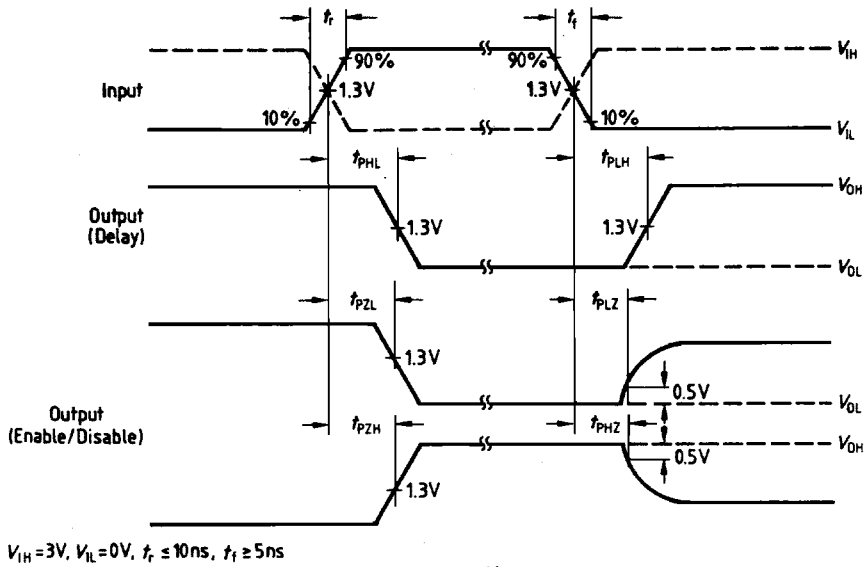 tr
tf
90%
90%
VIH
Input
1.3V
1.3V
10%
10%
VIL
tPHL
tPLH
VOH
Output
(Delay)
1.3V
1.3V
VOL
tPZL
tPLZ
1.3V
0.5V
VOL
Output
(Enable/Disable)
tPZH
tPHZ
VOH
0.5V
1.3V
VIH=3V, VIL=0V, tr≤10ns, tf≥5ns